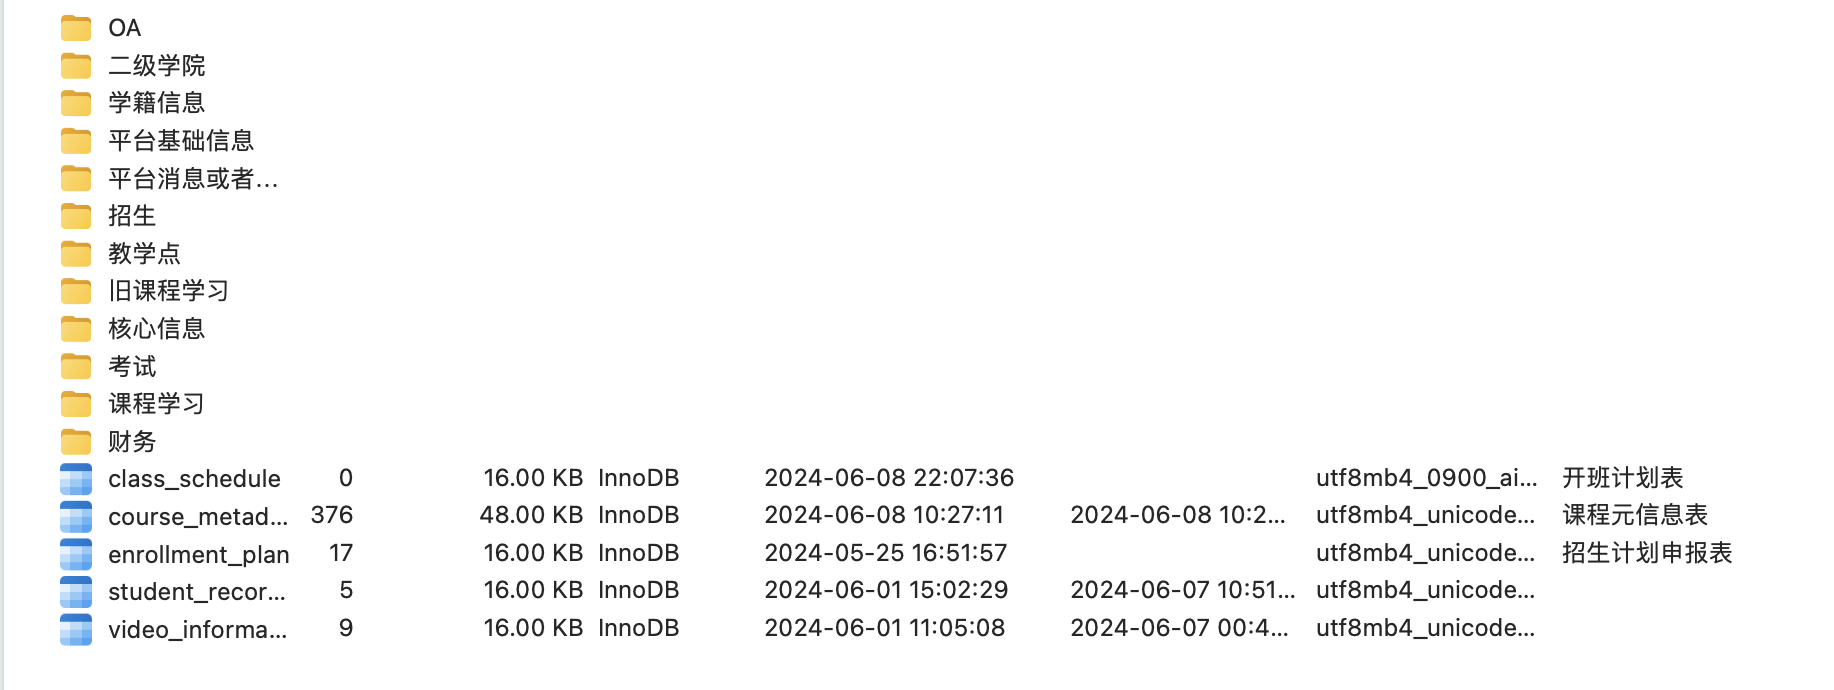 OA
二级学院
学籍信息
平台基础信息
平台消息或者...
招生
教学点
旧课程学习
核心信息
考试
课程学习
财务
class_schedule 0 16.00 KB InnoDB 2024-06-08 22:07:36 utf8mb4_0900_ai... 开班计划表
course_metad... 376 48.00 KB InnoDB 2024-06-08 10:27:11 2024-06-08 10:2... utf8mb4_unicode... 课程元信息表
enrollment_plan 17 16.00 KB InnoDB 2024-05-25 16:51:57 utf8mb4_unicode... 招生计划申报表
student_recor... 5 16.00 KB InnoDB 2024-06-01 15:02:29 2024-06-07 10:51... utf8mb4_unicode...
video_informa... 9 16.00 KB InnoDB 2024-06-01 11:05:08 2024-06-07 00:4... utf8mb4_unicode...